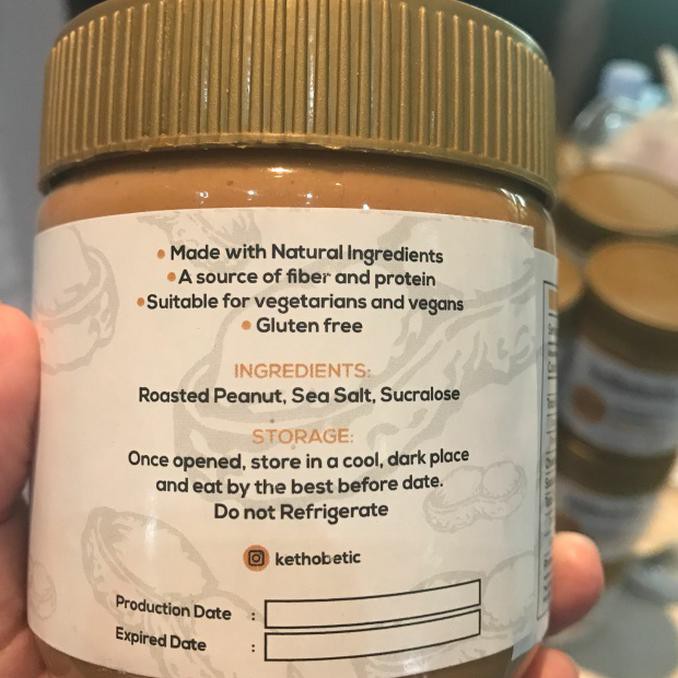 • Made with Natural Ingredients
• A source of fiber and protein
• Suitable for vegetarians and vegans
• Gluten free
INGREDIENTS:
Roasted Peanut, Sea Salt, Sucralose
STORAGE:
Once opened, store in a cool, dark place
and eat by the best before date.
Do not Refrigerate
kethobetic
Production Date :
Expired Date :